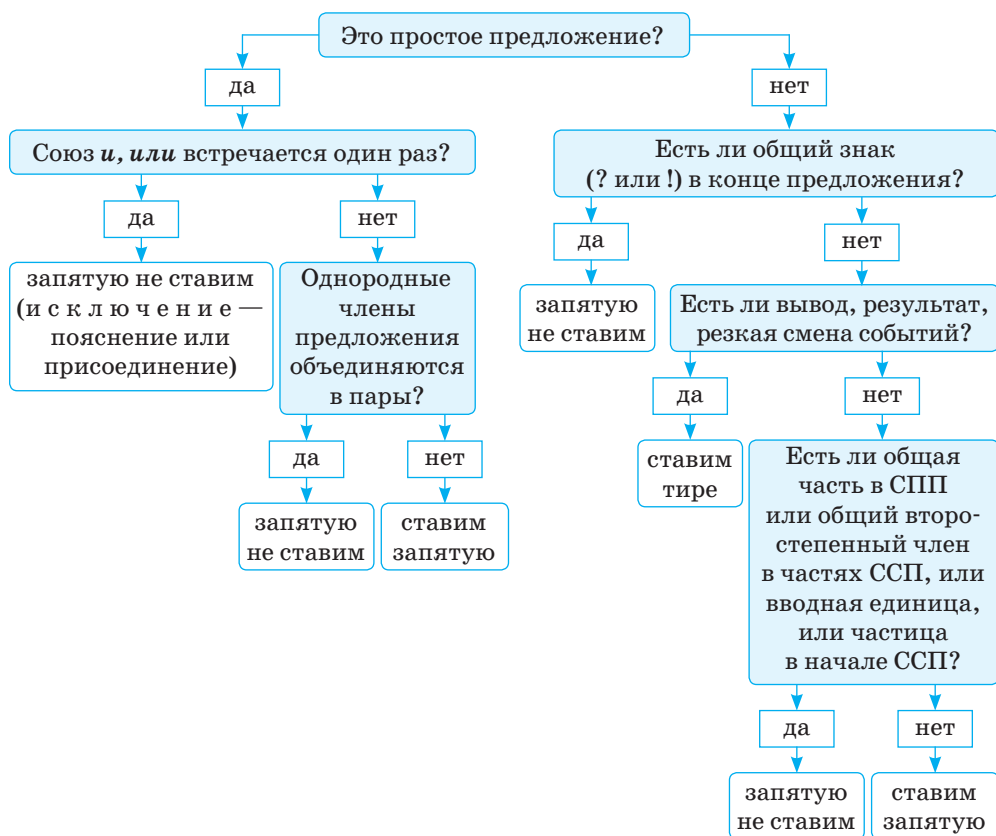 Это простое предложение?
да
нет
Союз и, или встречается один раз?
Есть ли общий знак
(? или !) в конце предложения?
да
нет
да
нет
запятую не ставим
(и с к л ю ч е н и е —
пояснение или
присоединение)
Однородные
члены
предложения
объединяются
в пары?
запятую
не ставим
Есть ли вывод, результат,
резкая смена событий?
да
нет
да
нет
запятую
не ставим
ставим
запятую
ставим
тире
Есть ли общая
часть в СПП
или общий второ-
степенный член
в частях ССП, или
вводная единица,
или частица
в начале ССП?
да
нет
запятую
не ставим
ставим
запятую